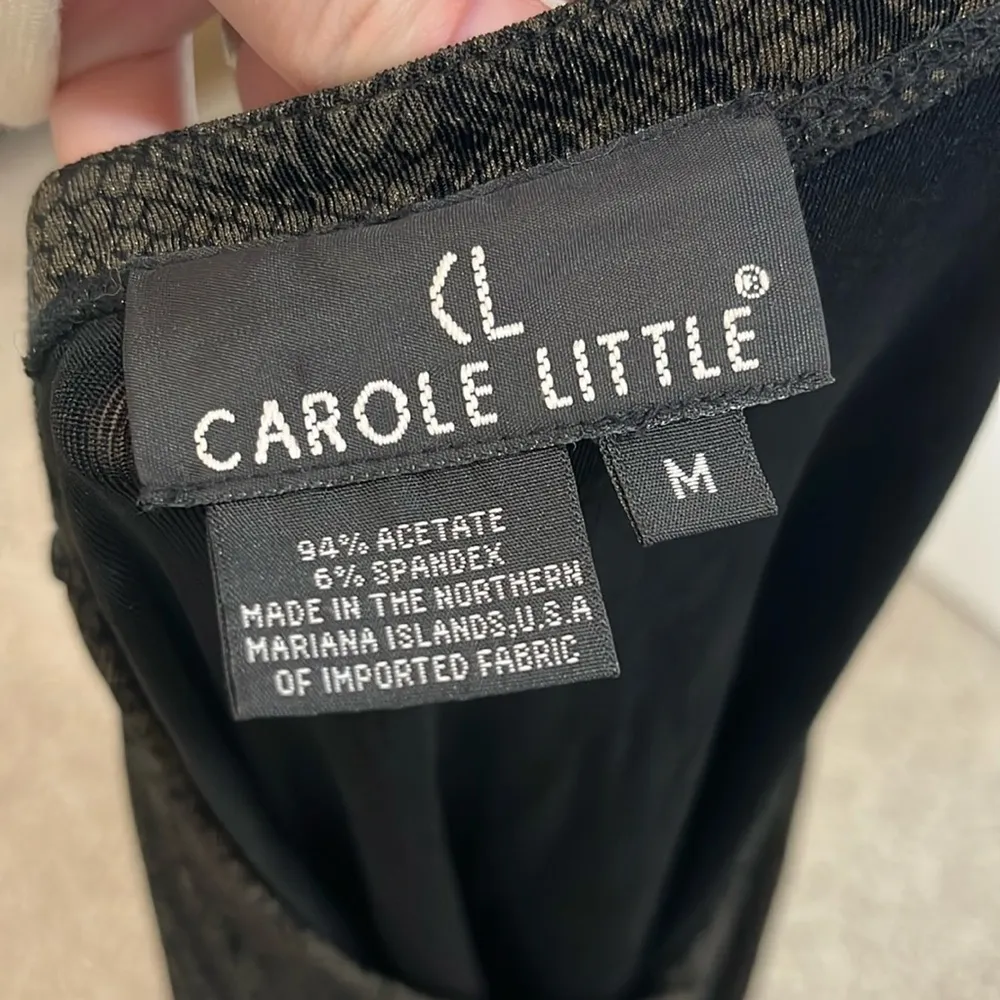 CL
CAROLE LITTLE®
M
94% ACETATE
6% SPANDEX
MADE IN THE NORTHERN
MARIANA ISLANDS,U.S.A
OF IMPORTED FABRIC